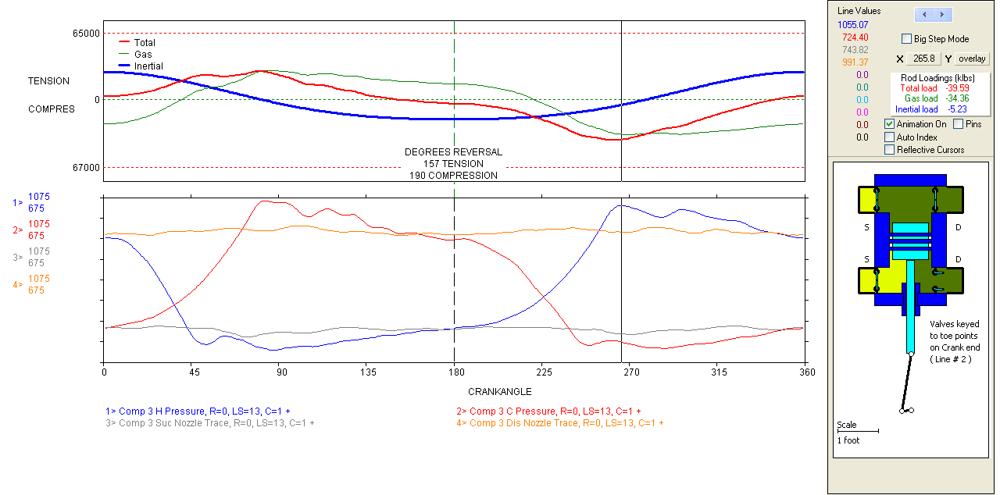 65000
Total
Gas
Inertial
TENSION
0
COMPRES
DEGREES REVERSAL
157 TENSION
190 COMPRESSION
67000
1> 1075
675
2> 1075
675
3> 1075
675
4> 1075
675
0 45 90 135 180 225 270 315 360
CRANKANGLE
1> Comp 3 H Pressure, R=0, LS=13, C=1 +
2> Comp 3 C Pressure, R=0, LS=13, C=1 +
3> Comp 3 Suc Nozzle Trace, R=0, LS=13, C=1 +
4> Comp 3 Dis Nozzle Trace, R=0, LS=13, C=1 +
Line Values
1055.07
724.40
743.82
991.37
0.0
0.0
0.0
0.0
0.0
0.0
Big Step Mode
X 265.8 Y overlay
Rod Loadings (klbs)
Total load -39.59
Gas load -34.36
Inertial load -5.23
Animation On Pins
Auto Index
Reflective Cursors
S D
S D
Valves keyed
to toe points
on Crank end
( Line # 2 )
Scale
1 foot